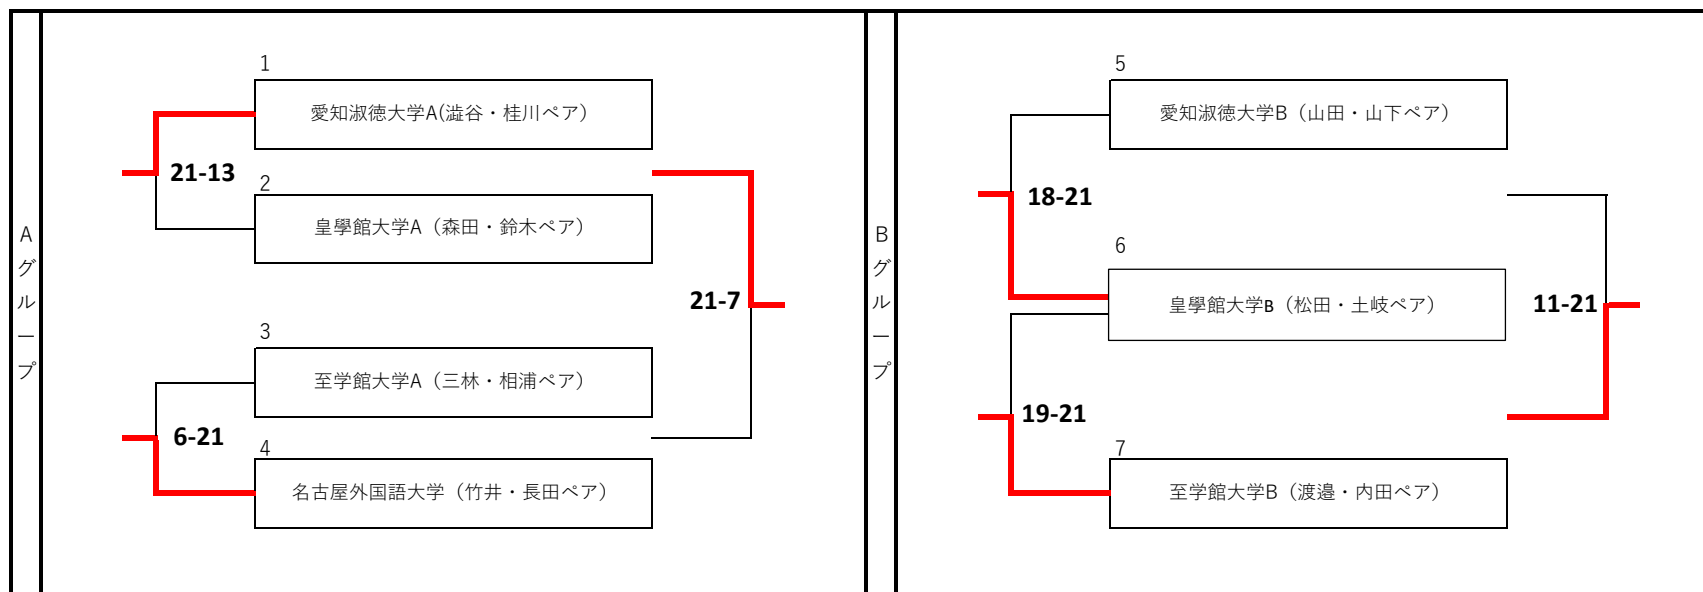 Aグループ
1
愛知淑徳大学A(澁谷・桂川ペア)
21-13
2
皇學館大学A（森田・鈴木ペア）
21-7
3
至学館大学A（三林・相浦ペア）
6-21
4
名古屋外国語大学（竹井・長田ペア）
Bグループ
5
愛知淑徳大学B（山田・山下ペア）
18-21
6
皇學館大学B（松田・土岐ペア）
11-21
19-21
7
至学館大学B（渡邉・内田ペア）